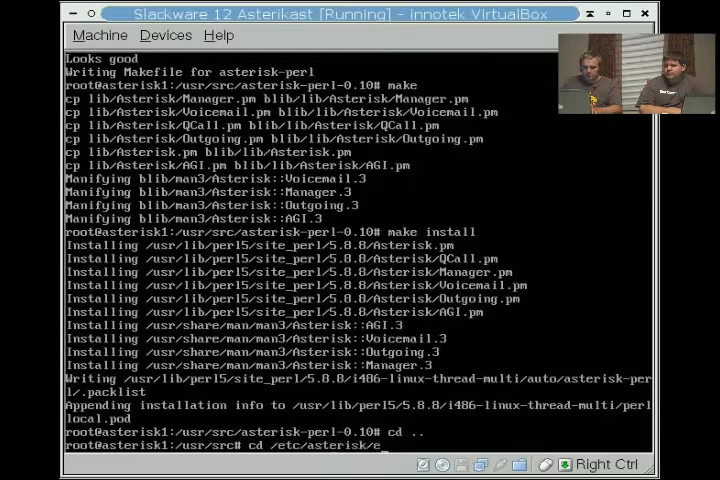 Slackware 12 Asterikast [Running] - innotek VirtualBox
Machine Devices Help
Looks good
Writing Makefile for asterisk-perl
root@asterisk1:/usr/src/asterisk-perl-0.10# make
cp lib/Asterisk/Manager.pm blib/lib/Asterisk/Manager.pm
cp lib/Asterisk/Voicemail.pm blib/lib/Asterisk/Voicemail.pm
cp lib/Asterisk/QCall.pm blib/lib/Asterisk/QCall.pm
cp lib/Asterisk/Outgoing.pm blib/lib/Asterisk/Outgoing.pm
cp lib/Asterisk.pm blib/lib/Asterisk.pm
cp lib/Asterisk/AGI.pm blib/lib/Asterisk/AGI.pm
Manifying blib/man3/Asterisk::Voicemail.3
Manifying blib/man3/Asterisk::Manager.3
Manifying blib/man3/Asterisk::Outgoing.3
Manifying blib/man3/Asterisk::AGI.3
root@asterisk1:/usr/src/asterisk-perl-0.10# make install
Installing /usr/lib/perl5/site_perl/5.8.8/Asterisk.pm
Installing /usr/lib/perl5/site_perl/5.8.8/Asterisk/QCall.pm
Installing /usr/lib/perl5/site_perl/5.8.8/Asterisk/Manager.pm
Installing /usr/lib/perl5/site_perl/5.8.8/Asterisk/Voicemail.pm
Installing /usr/lib/perl5/site_perl/5.8.8/Asterisk/Outgoing.pm
Installing /usr/lib/perl5/site_perl/5.8.8/Asterisk/AGI.pm
Installing /usr/share/man/man3/Asterisk::AGI.3
Installing /usr/share/man/man3/Asterisk::Voicemail.3
Installing /usr/share/man/man3/Asterisk::Outgoing.3
Installing /usr/share/man/man3/Asterisk::Manager.3
Writing /usr/lib/perl5/site_perl/5.8.8/i486-linux-thread-multi/auto/asterisk-per
l/.packlist
Appending installation info to /usr/lib/perl5/5.8.8/i486-linux-thread-multi/perl
local.pod
root@asterisk1:/usr/src/asterisk-perl-0.10# cd ..
root@asterisk1:/usr/src# cd /etc/asterisk/e
Right Ctrl